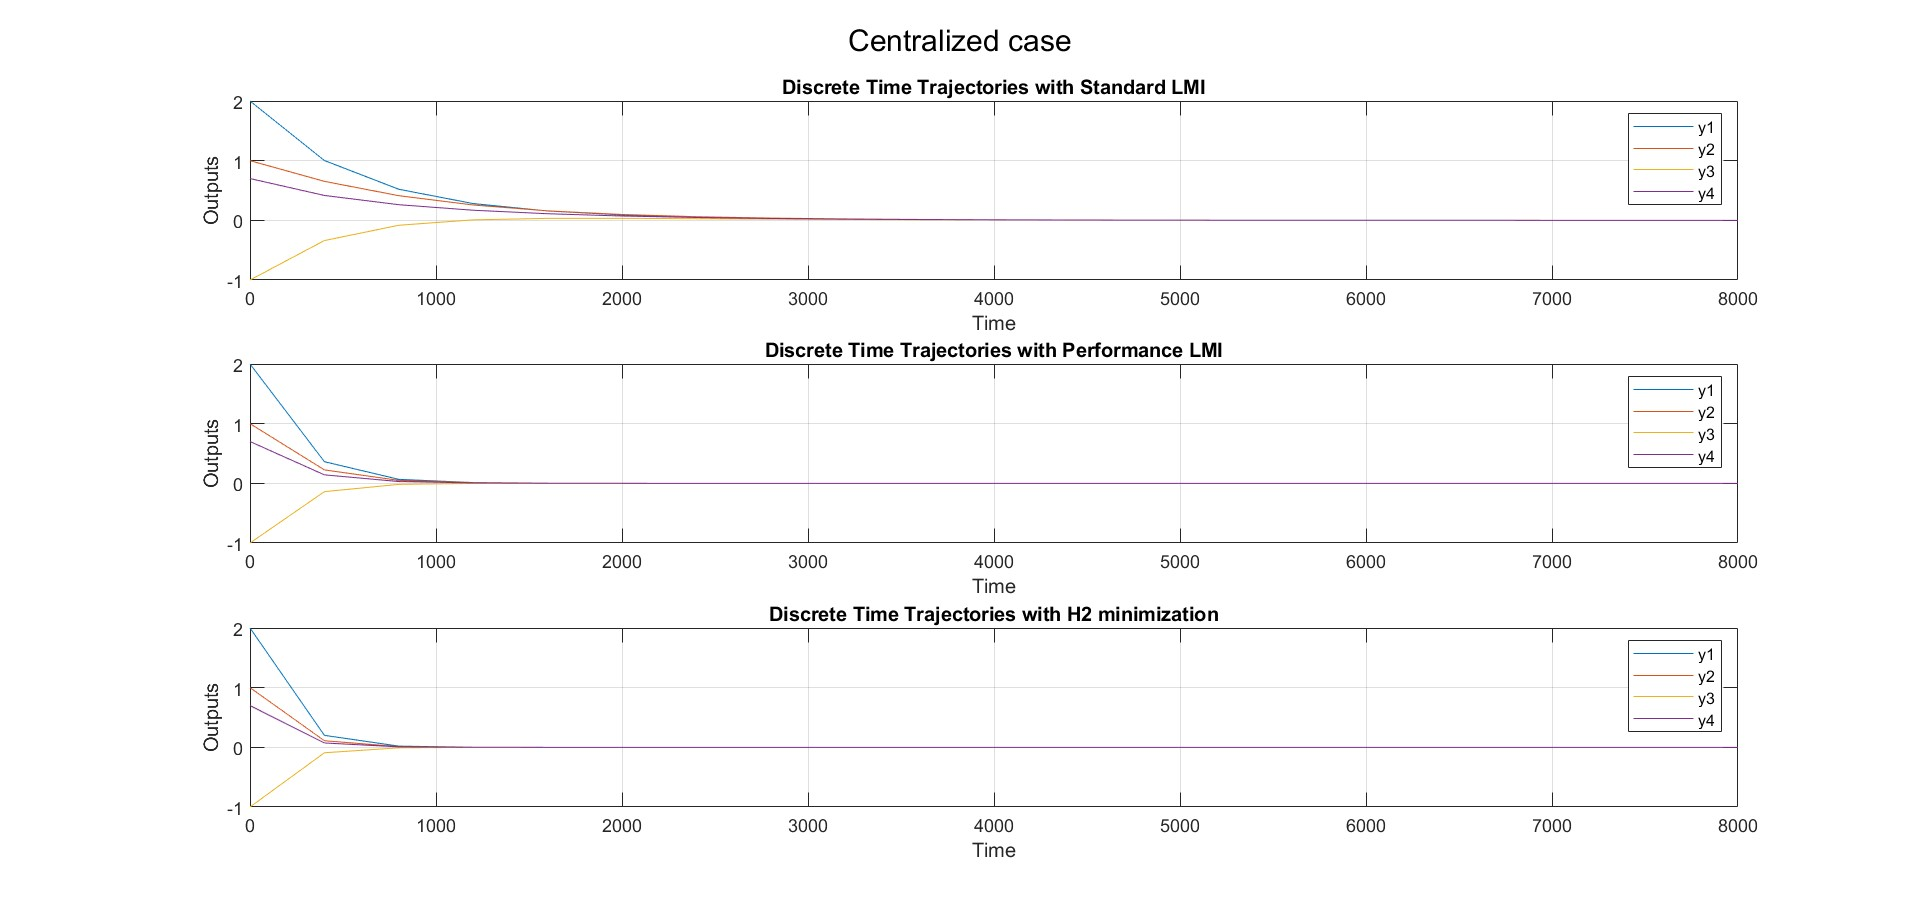 Centralized case
Discrete Time Trajectories with Standard LMI
2
1
0
-1
Outputs
y1
y2
y3
y4
0 1000 2000 3000 4000 5000 6000 7000 8000
Time
Discrete Time Trajectories with Performance LMI
2
1
0
-1
Outputs
y1
y2
y3
y4
0 1000 2000 3000 4000 5000 6000 7000 8000
Time
Discrete Time Trajectories with H2 minimization
2
1
0
-1
Outputs
y1
y2
y3
y4
0 1000 2000 3000 4000 5000 6000 7000 8000
Time